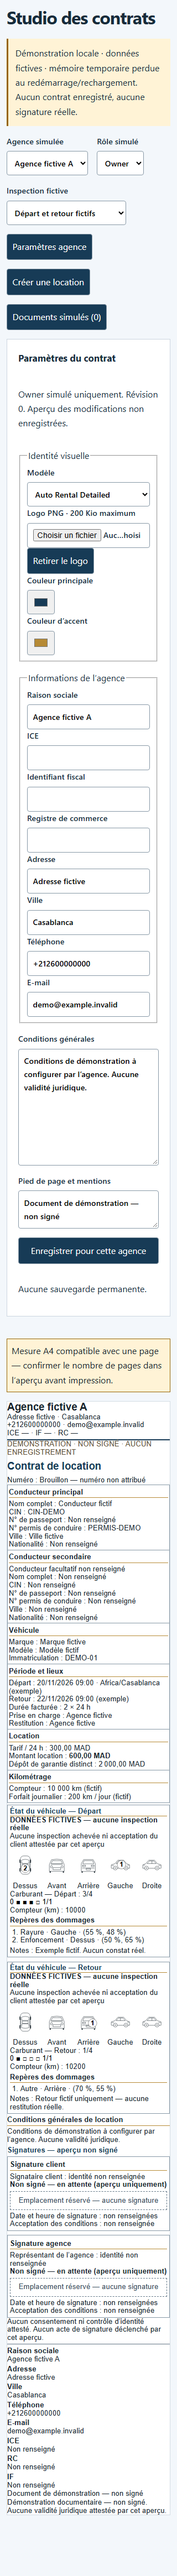 Studio des contrats
Démonstration locale · données
fictives · mémoire temporaire perdue
au redémarrage/rechargement.
Aucun contrat enregistré, aucune
signature réelle.
Agence simulée
Rôle simulé
Agence fictive A
Owner
Inspection fictive
Départ et retour fictifs
Paramètres agence
Créer une location
Documents simulés (0)
Paramètres du contrat
Owner simulé uniquement. Révision
0. Aperçu des modifications non
enregistrées.
Identité visuelle
Modèle
Auto Rental Detailed
Logo PNG - 200 Kio maximum
Choisir un fichier Auc...hoisi
Retirer le logo
Couleur principale
Couleur d'accent
Informations de l'agence
Raison sociale
Agence fictive A
ICE
Identifiant fiscal
Registre de commerce
Adresse
Adresse fictive
Ville
Casablanca
Téléphone
+212600000000
E-mail
demo@example.invalid
Conditions générales
Conditions de démonstration à
configurer par l'agence. Aucune
validité juridique.
Pied de page et mentions
Document de démonstration —
non signé
Enregistrer pour cette agence
Aucune sauvegarde permanente.
Mesure A4 compatible avec une page
— confirmer le nombre de pages dans
l'aperçu avant impression.
Agence fictive A
Adresse fictive · Casablanca
+212600000000 · demo@example.invalid
ICE — · IF — · RC —
DÉMONSTRATION · NON SIGNÉ · AUCUN
ENREGISTREMENT
Contrat de location
Numéro : Brouillon — numéro non attribué
Conducteur principal
Nom complet : Conducteur fictif
CIN : CIN-DEMO
N° de passeport : Non renseigné
N° permis de conduire : PERMIS-DEMO
Ville : Ville fictive
Nationalité : Non renseigné
Conducteur secondaire
Conducteur facultatif non renseigné
Nom complet : Non renseigné
CIN : Non renseigné
N° de passeport : Non renseigné
N° permis de conduire : Non renseigné
Ville : Non renseigné
Nationalité : Non renseigné
Véhicule
Marque : Marque fictive
Modèle : Modèle fictif
Immatriculation : DEMO-01
Période et lieux
Départ : 20/11/2026 09:00 · Africa/Casablanca
(exemple)
Retour : 22/11/2026 09:00 (exemple)
Durée facturée : 2 × 24 h
Prise en charge : Agence fictive
Restitution : Agence fictive
Location
Tarif / 24 h : 300,00 MAD
Montant location : 600,00 MAD
Dépôt de garantie distinct : 2 000,00 MAD
Kilométrage
Compteur : 10 000 km (fictif)
Forfait journalier : 200 km / jour (fictif)
État du véhicule — Départ
DONNÉES FICTIVES — aucune inspection
réelle
Aucune inspection achevée ni acceptation du
client attestée par cet aperçu
2
1
Dessus Avant Arrière Gauche Droite
Carburant — Départ : 3/4
0 ■ ■ ■ □ 1/1
Compteur (km) : 10000
Repères des dommages
1. Rayure · Gauche · (55 %, 48 %)
2. Enfoncement · Dessus · (50 %, 65 %)
Notes : Exemple fictif. Aucun constat réel.
État du véhicule — Retour
DONNÉES FICTIVES — aucune inspection
réelle
Aucune inspection achevée ni acceptation du
client attestée par cet aperçu
1
Dessus Avant Arrière Gauche Droite
Carburant — Retour : 1/4
0 ■ □ □ □ 1/1
Compteur (km) : 10200
Repères des dommages
1. Autre · Arrière · (70 %, 55 %)
Notes : Retour fictif uniquement — aucune
restitution réelle.
Conditions générales de location
Conditions de démonstration à configurer par
l'agence. Aucune validité juridique.
Signatures — aperçu non signé
Signature client
Signataire client : identité non renseignée
Non signé — en attente (aperçu uniquement)
Emplacement réservé — aucune signature
Date et heure de signature : non renseignées
Acceptation des conditions : non renseignée
Signature agence
Représentant de l'agence : identité non
renseignée
Non signé — en attente (aperçu uniquement)
Emplacement réservé — aucune signature
Date et heure de signature : non renseignées
Acceptation des conditions : non renseignée
Aucun consentement ni contrôle d'identité
attesté. Aucun acte de signature déclenché par
cet aperçu.
Raison sociale
Agence fictive A
Adresse
Adresse fictive
Ville
Casablanca
Téléphone
+212600000000
E-mail
demo@example.invalid
ICE
Non renseigné
RC
Non renseigné
IF
Non renseigné
Document de démonstration — non signé
Démonstration documentaire — non signé.
Aucune validité juridique attestée par cet aperçu.